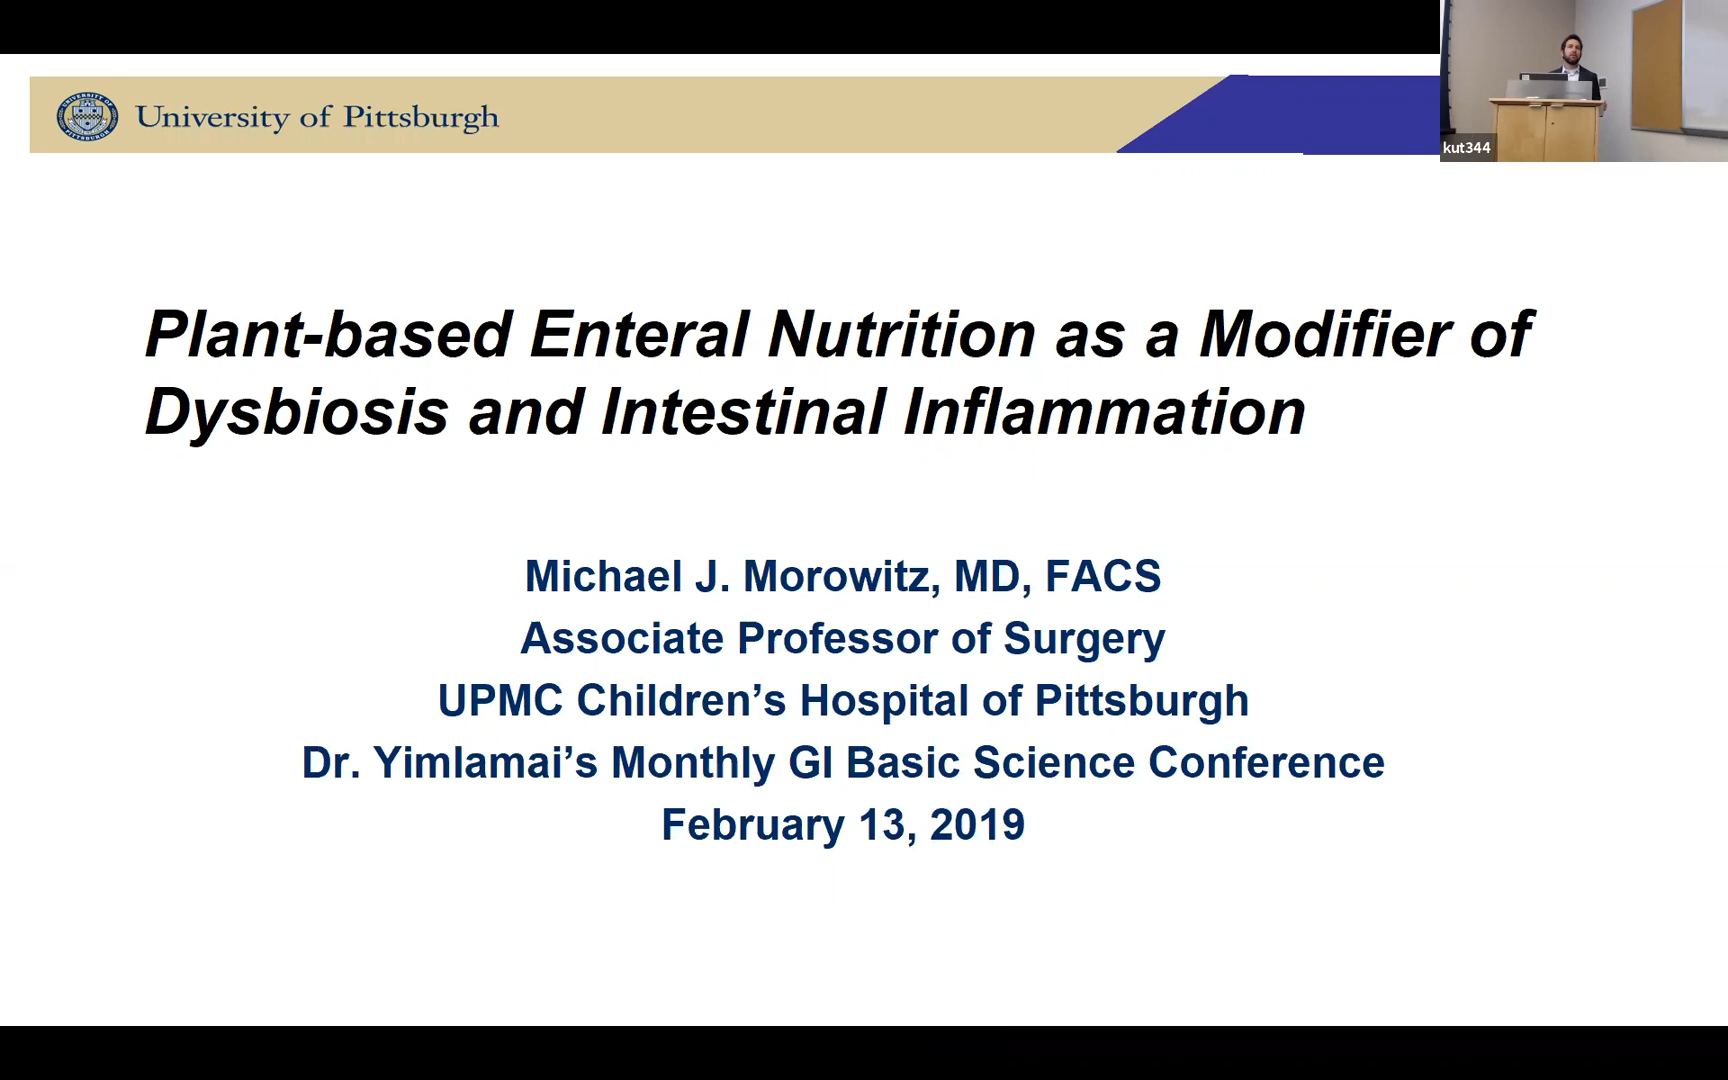 University of Pittsburgh
kut344
Plant-based Enteral Nutrition as a Modifier of
Dysbiosis and Intestinal Inflammation
Michael J. Morowitz, MD, FACS
Associate Professor of Surgery
UPMC Children’s Hospital of Pittsburgh
Dr. Yimlamai’s Monthly GI Basic Science Conference
February 13, 2019